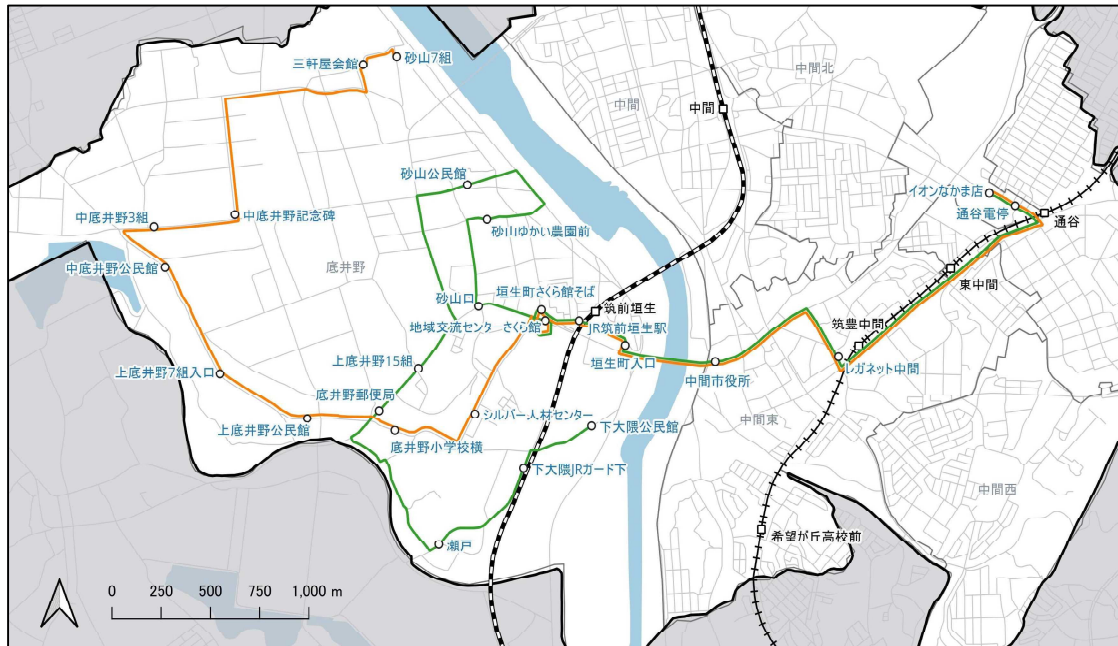 砂山7組
三軒屋会館
中間北
中間
中間
砂山公民館
イオンなかま店
通谷電停
通谷
中底井野3組
中底井野記念碑
砂山ゆかい農園前
中底井野公民館
底井野
東中間
垣生町さくら館そば
砂山口
筑前垣生
地域交流センタ
さくら館
JR筑前垣生駅
筑豊中間
垣生町入口
上底井野15組
中間市役所
レガネット中間
上底井野7組入口
底井野郵便局
上底井野公民館
シルバー人材センター
底井野小学校横
下大隈公民館
中間東
下大隈JRガード下
中間西
希望が丘高校前
瀬戸
0 250 500 750 1,000 m